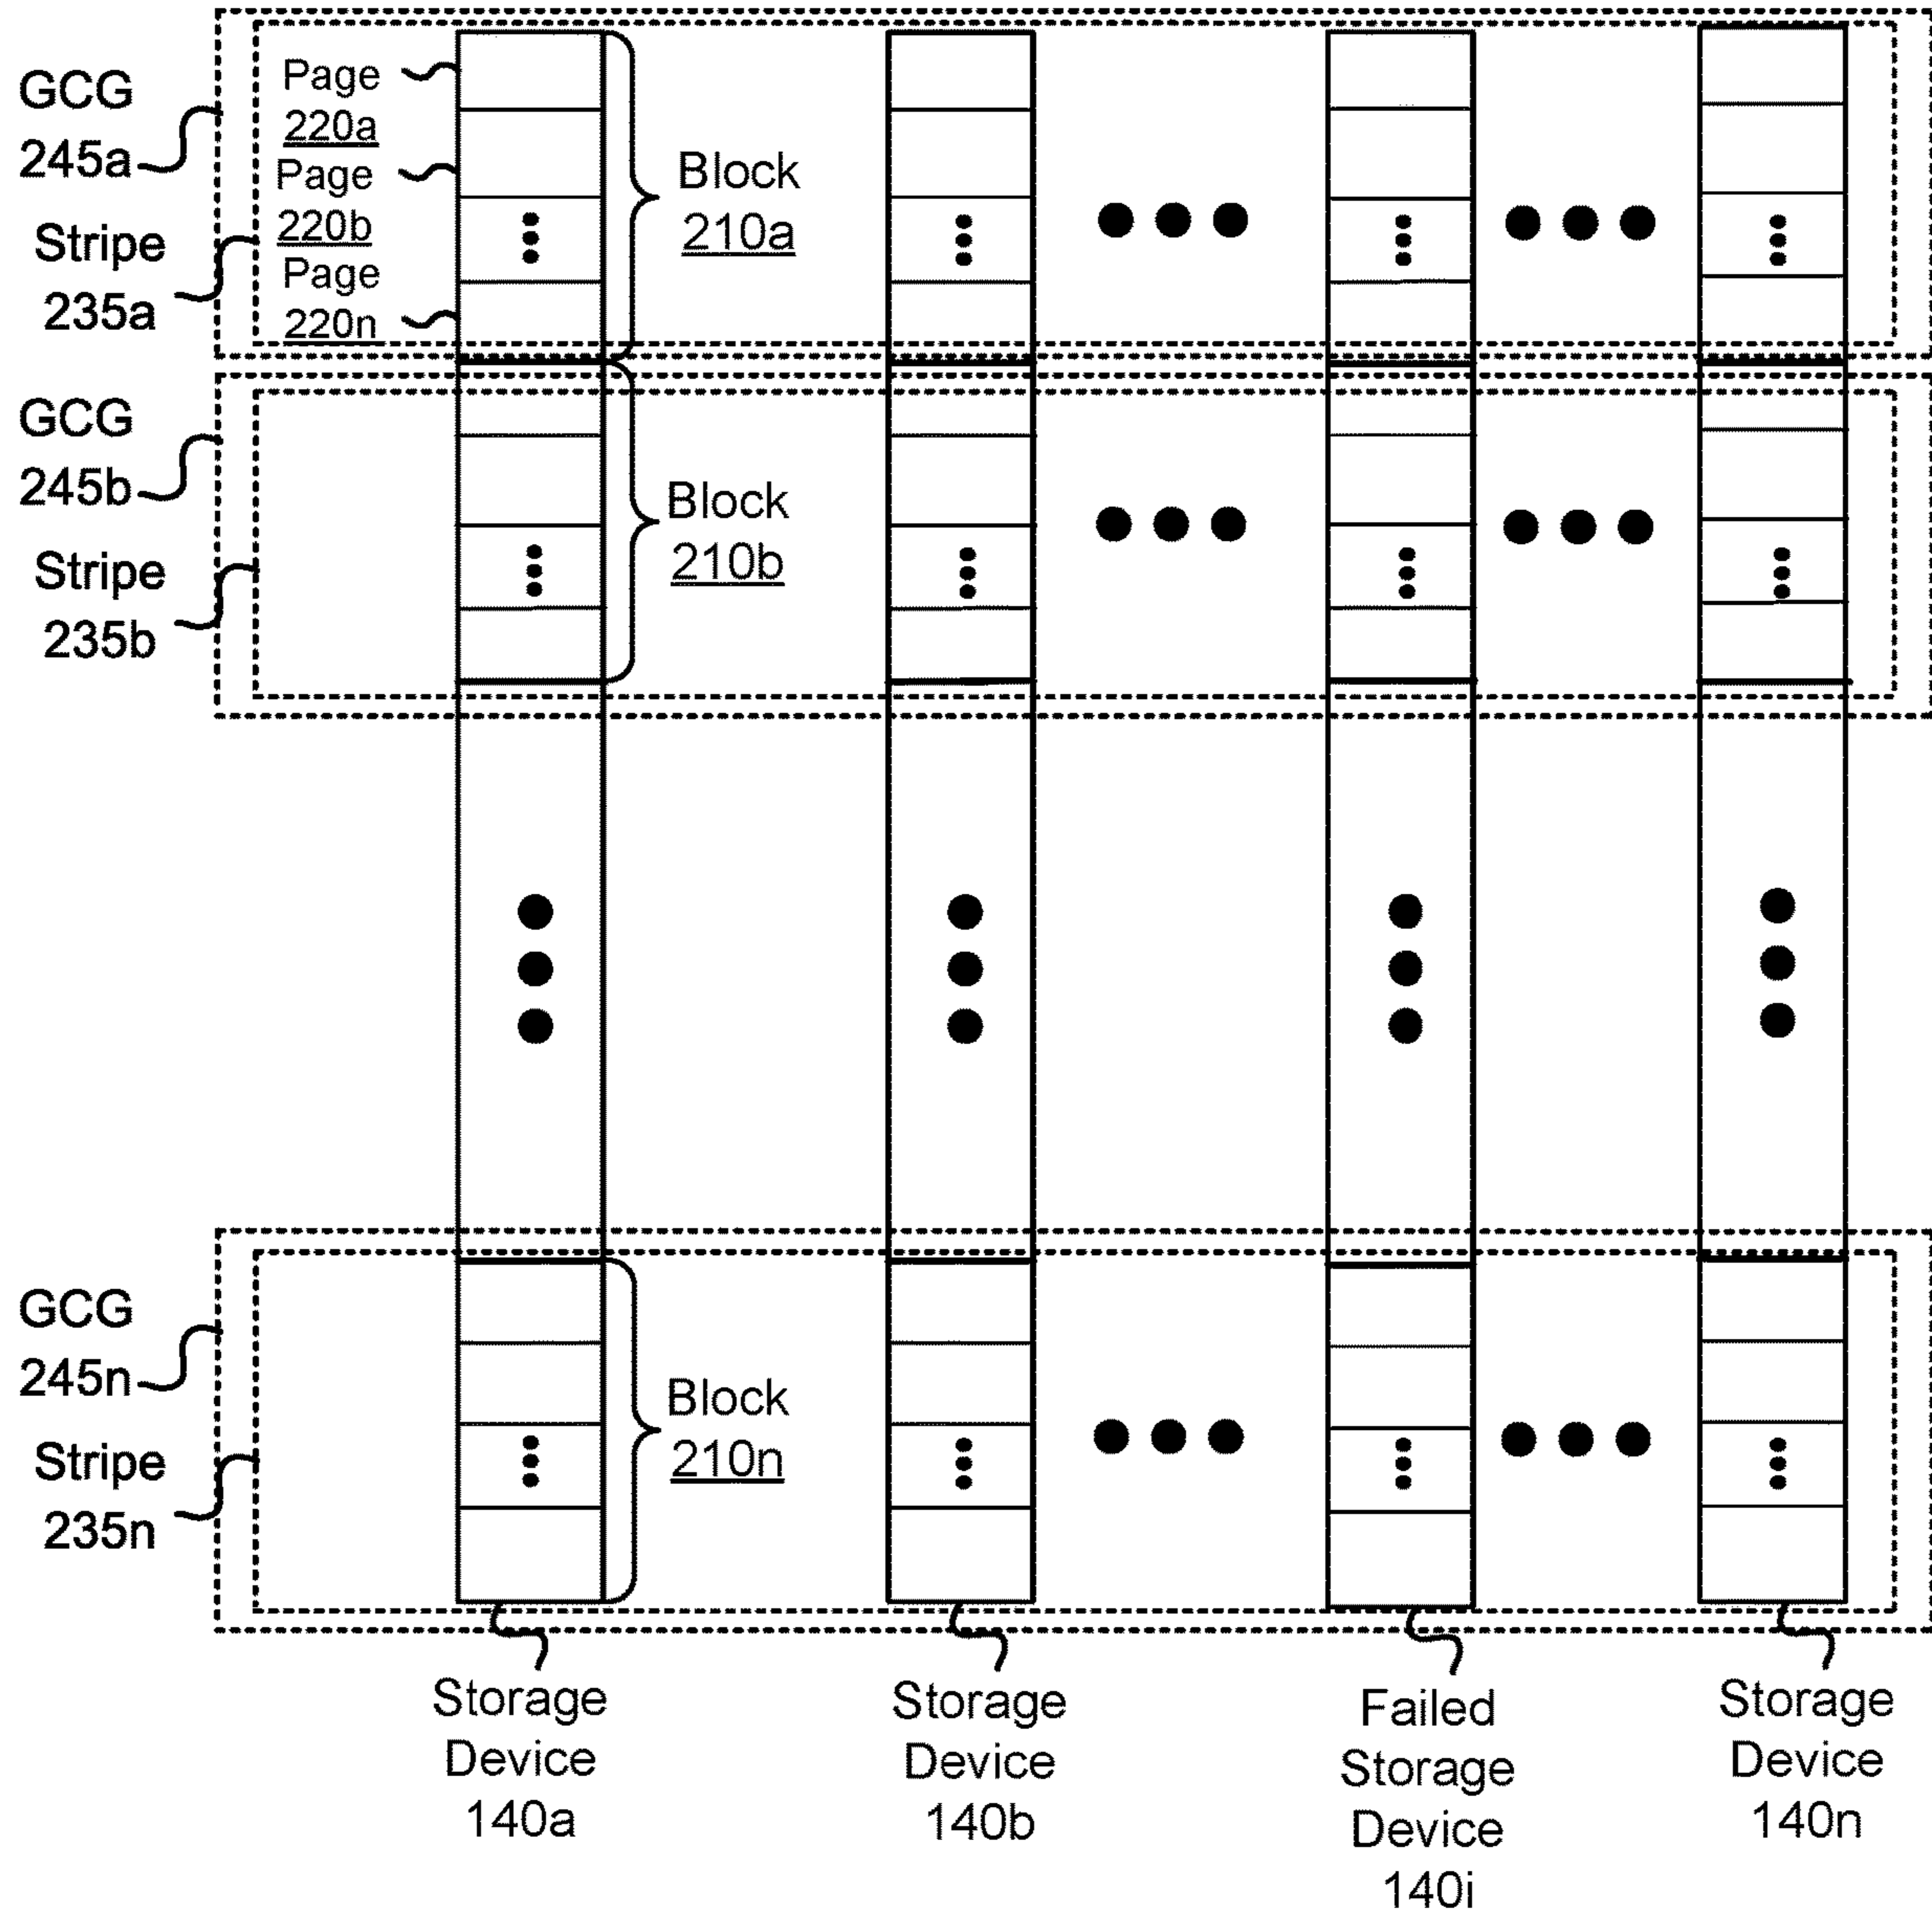 GCG
245a
Stripe
235a
Page
220a
Page
220b
Page
220n
Block
210a
GCG
245b
Stripe
235b
Block
210b
GCG
245n
Stripe
235n
Block
210n
Storage
Device
140a
Storage
Device
140b
Failed
Storage
Device
140i
Storage
Device
140n